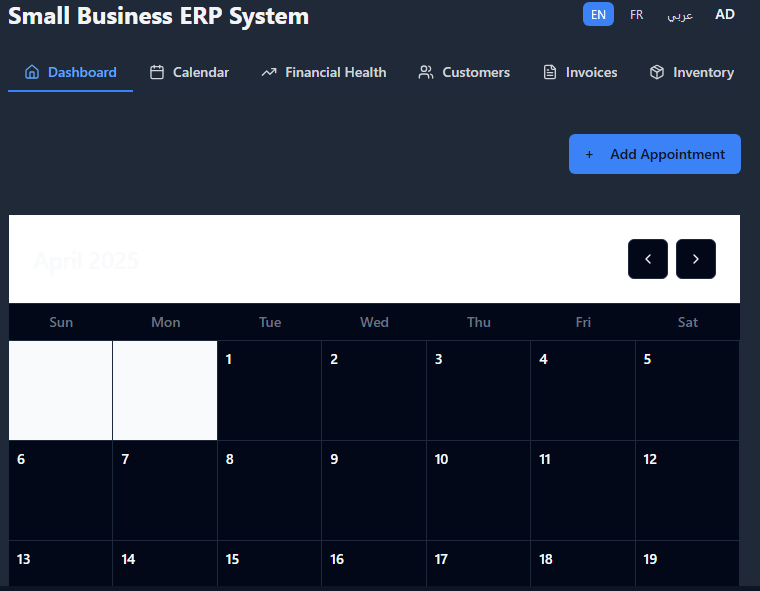 Small Business ERP System
EN FR عربي AD
Dashboard Calendar Financial Health Customers Invoices Inventory
+ Add Appointment
April 2025
Sun Mon Tue Wed Thu Fri Sat
1 2 3 4 5
6 7 8 9 10 11 12
13 14 15 16 17 18 19